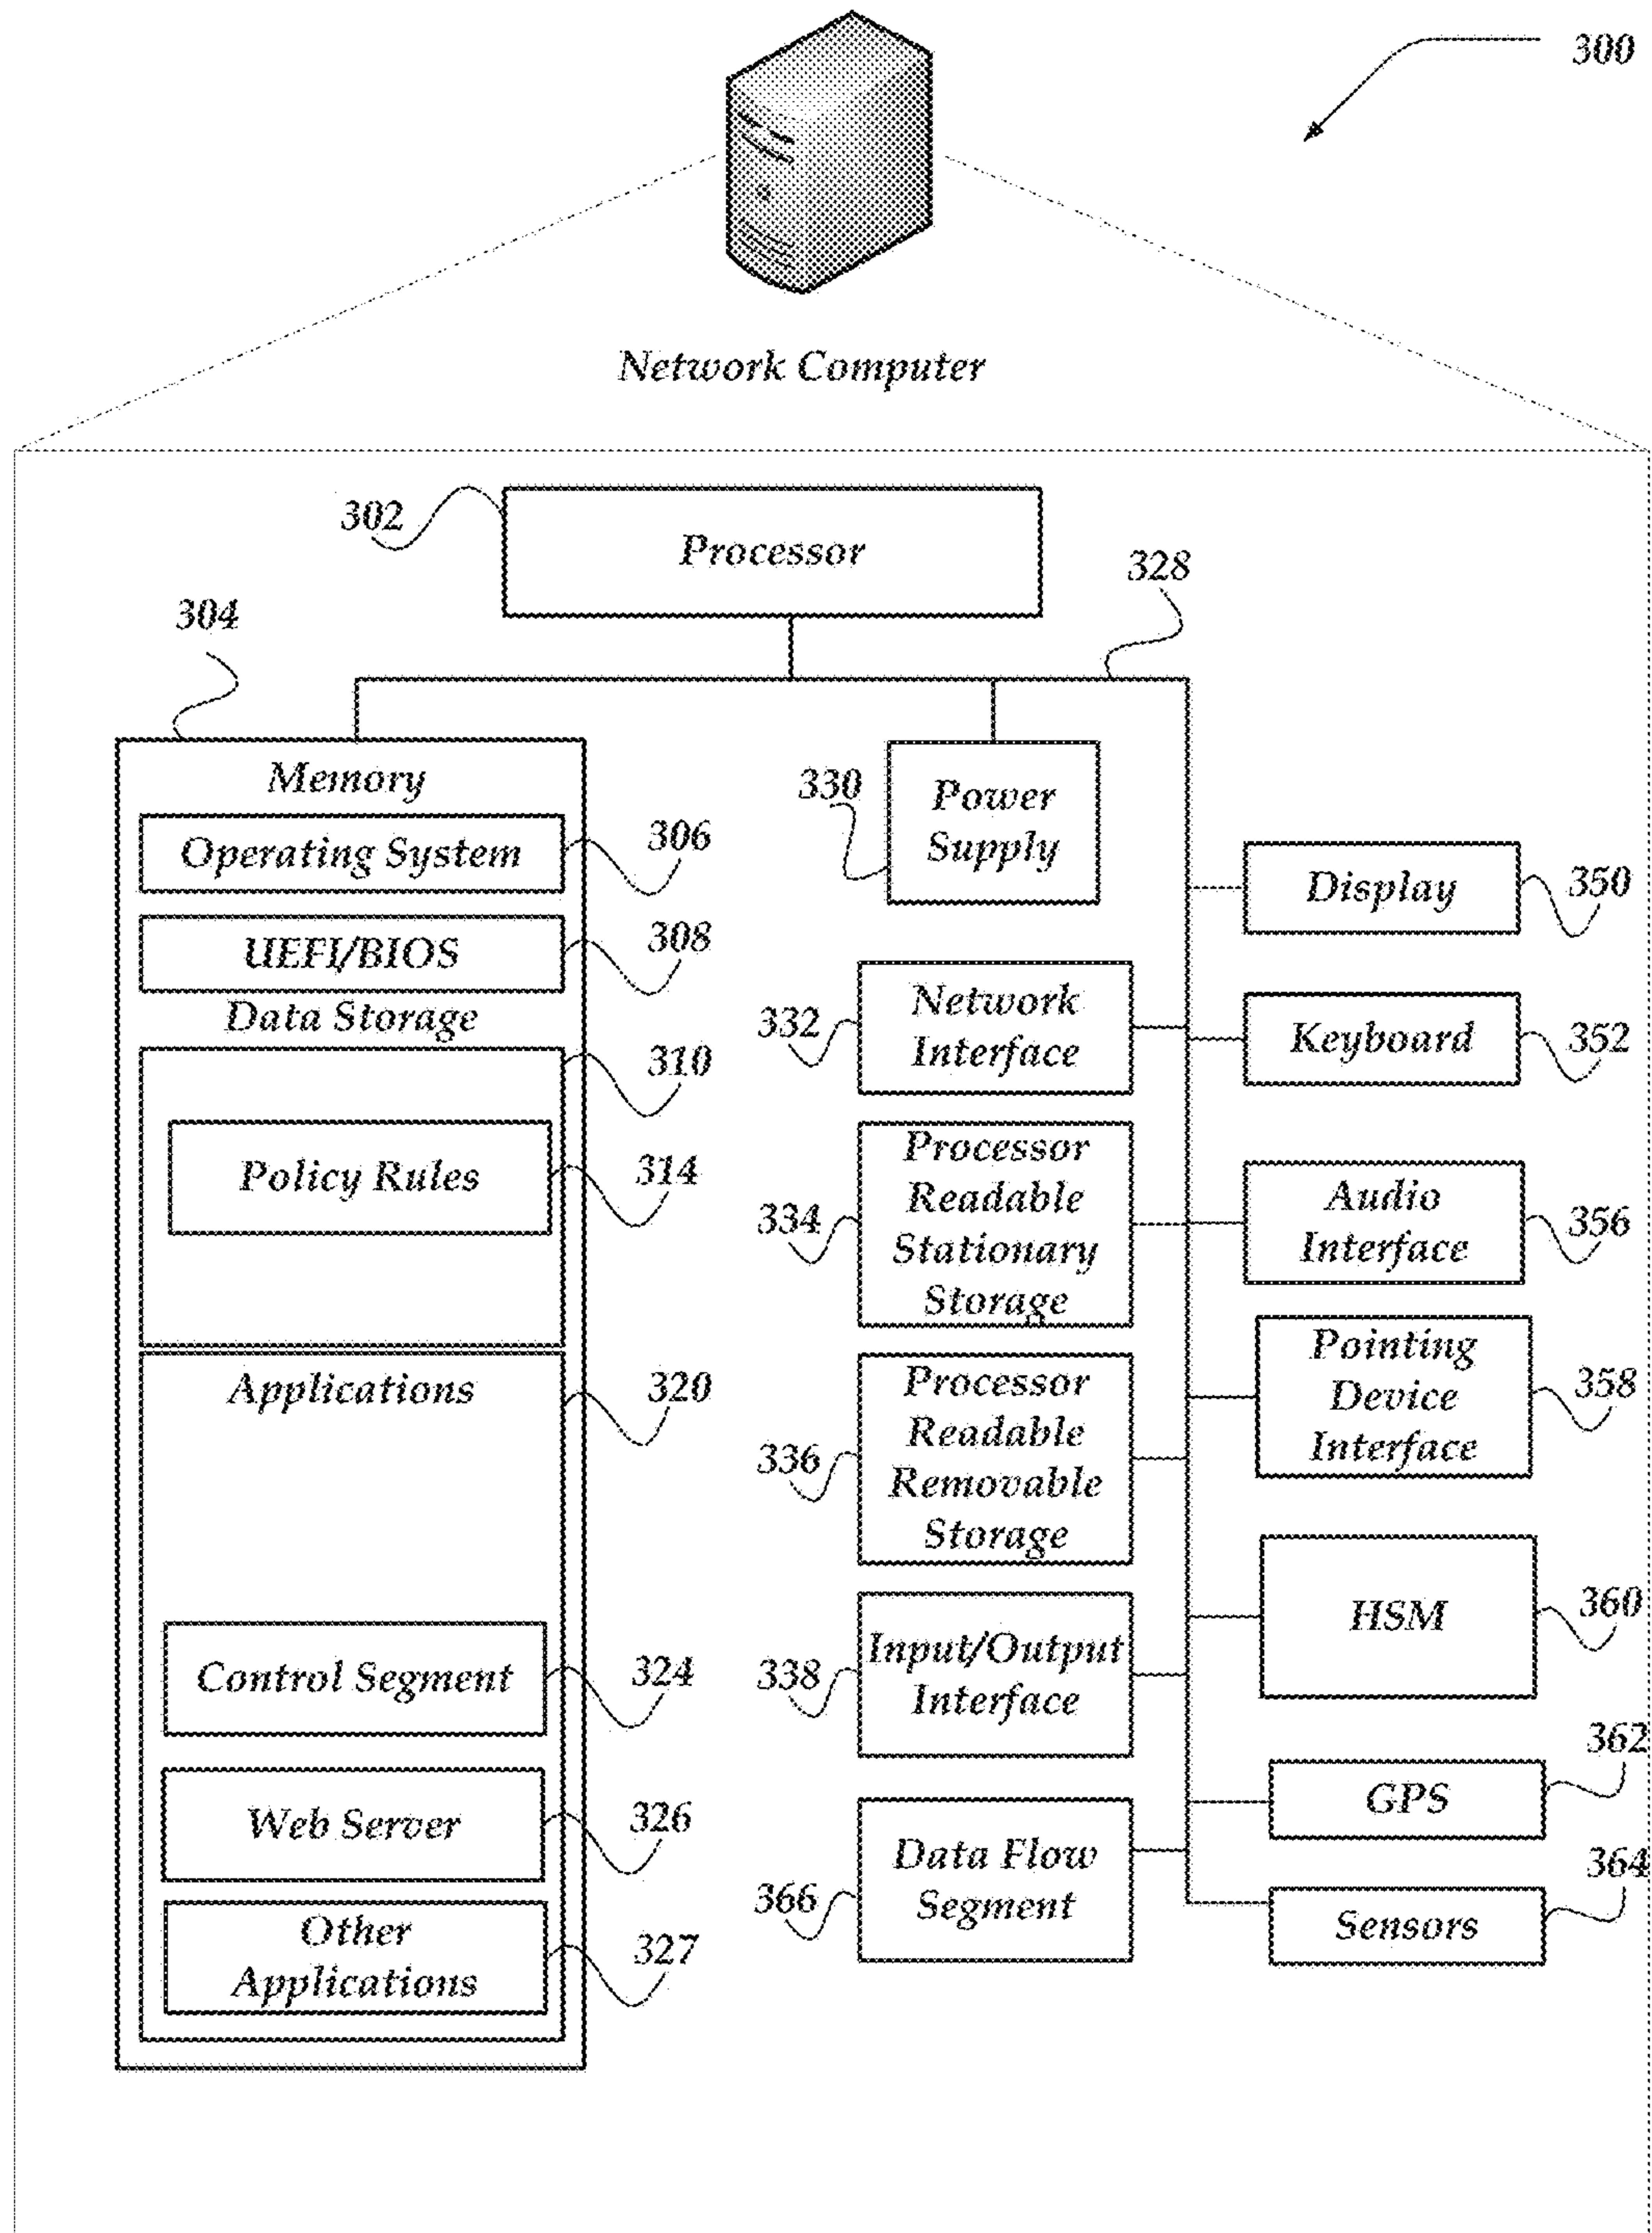 300
Network Computer
302
Processor
328
304
Memory
Operating System
306
UEFI/BIOS
308
Data Storage
310
Policy Rules
314
Applications
320
Control Segment
324
Web Server
326
Other
Applications
327
330
Power
Supply
332
Network
Interface
334
Processor
Readable
Stationary
Storage
336
Processor
Readable
Removable
Storage
338
Input/Output
Interface
366
Data Flow
Segment
Display
350
Keyboard
352
Audio
Interface
356
Pointing
Device
Interface
358
HSM
360
GPS
362
Sensors
364